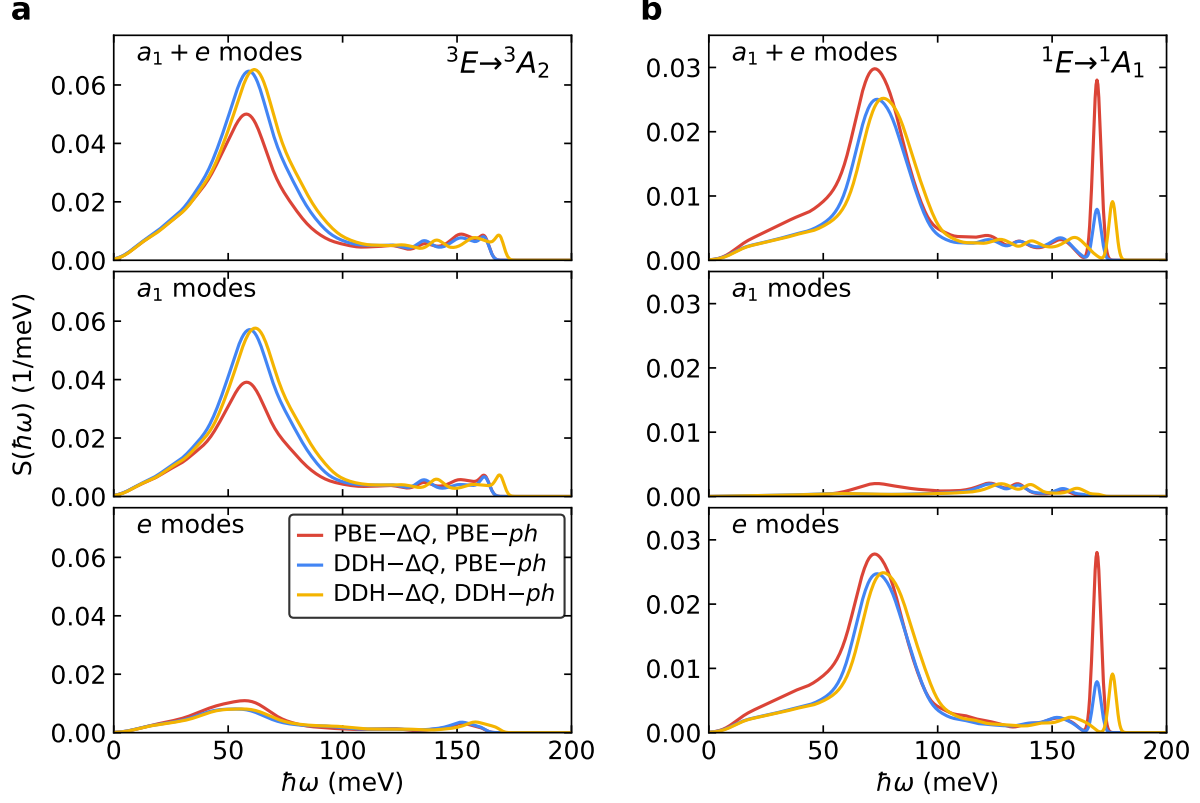 a
a₁ + e modes
³E→³A₂
0.06
0.04
0.02
0.00
a₁ modes
0.06
0.04
0.02
0.00
S(ħω) (1/meV)
e modes
PBE−ΔQ, PBE−ph
DDH−ΔQ, PBE−ph
DDH−ΔQ, DDH−ph
0.06
0.04
0.02
0.00
0 50 100 150 200
ħω (meV)
b
a₁ + e modes
¹E→¹A₁
0.03
0.02
0.01
0.00
a₁ modes
0.03
0.02
0.01
0.00
e modes
0.03
0.02
0.01
0.00
0 50 100 150 200
ħω (meV)